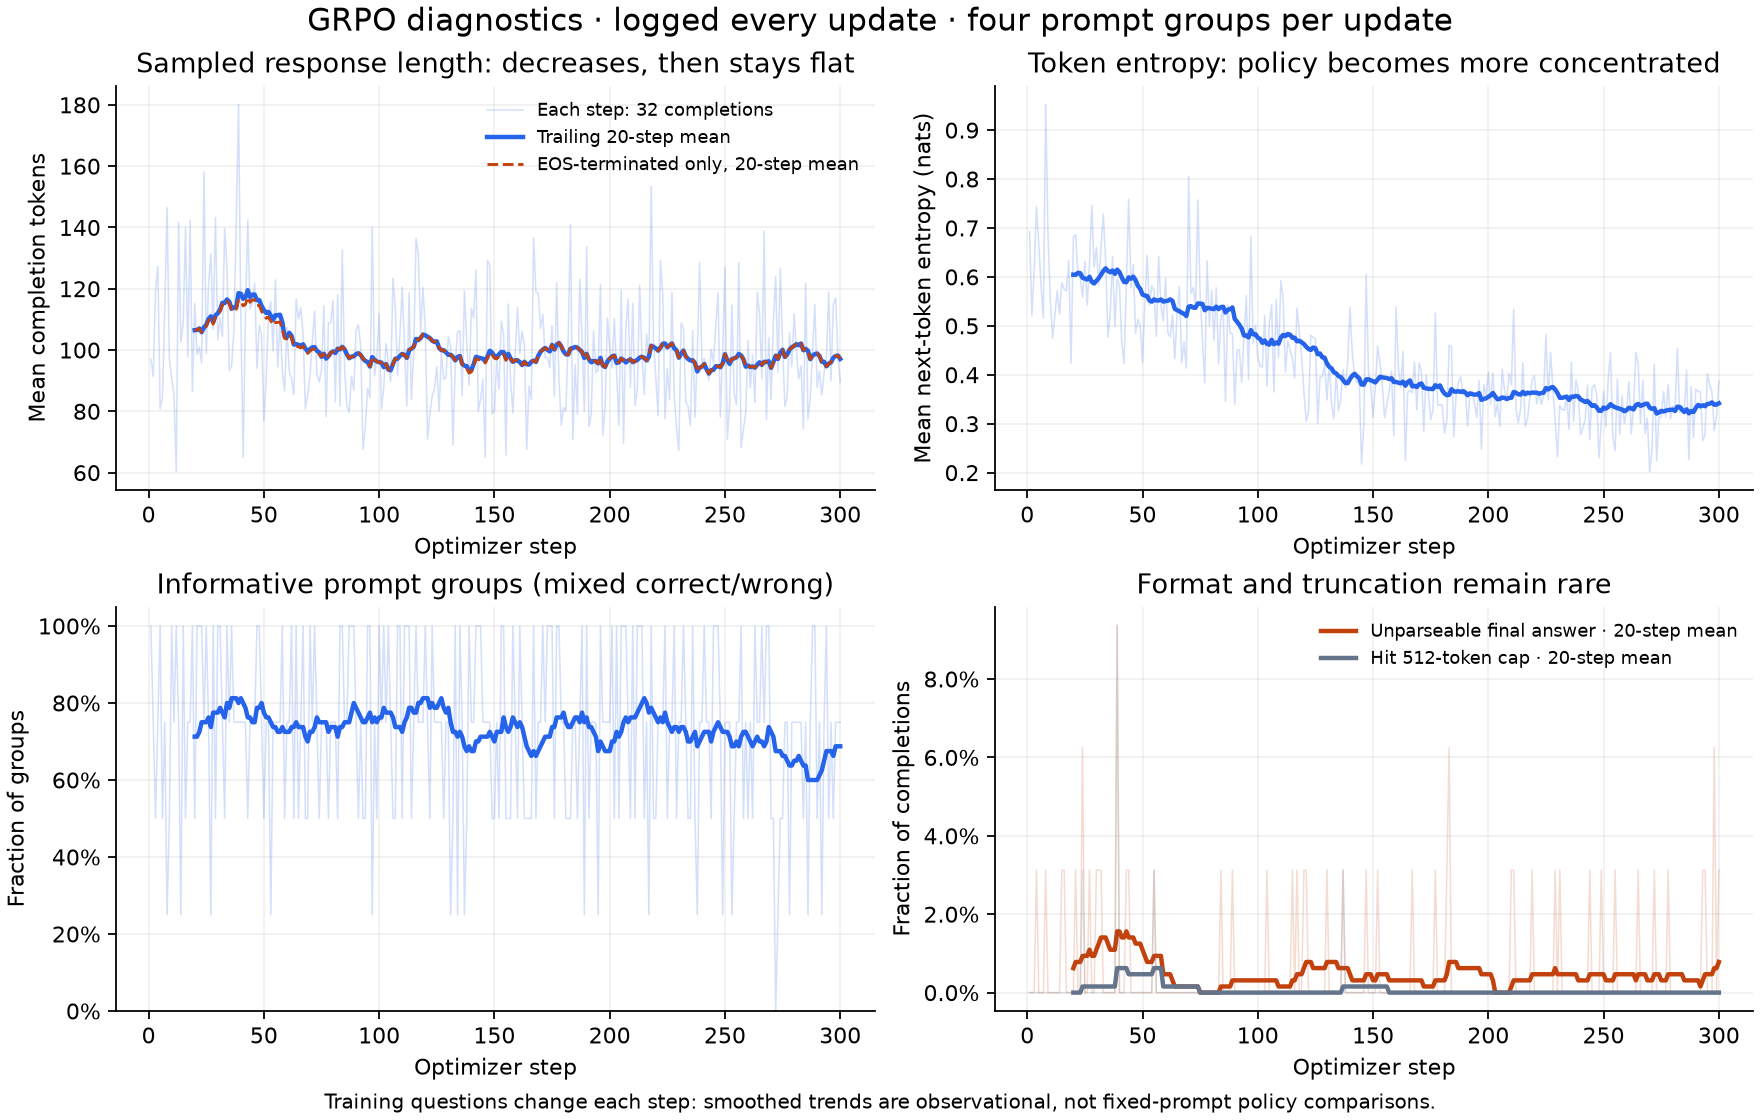 GRPO diagnostics · logged every update · four prompt groups per update
Sampled response length: decreases, then stays flat
Each step: 32 completions
Trailing 20-step mean
EOS-terminated only, 20-step mean
Mean completion tokens
180
160
140
120
100
80
60
0 50 100 150 200 250 300
Optimizer step
Token entropy: policy becomes more concentrated
Mean next-token entropy (nats)
0.9
0.8
0.7
0.6
0.5
0.4
0.3
0.2
0 50 100 150 200 250 300
Optimizer step
Informative prompt groups (mixed correct/wrong)
Fraction of groups
100%
80%
60%
40%
20%
0%
0 50 100 150 200 250 300
Optimizer step
Format and truncation remain rare
Unparseable final answer · 20-step mean
Hit 512-token cap · 20-step mean
Fraction of completions
8.0%
6.0%
4.0%
2.0%
0.0%
0 50 100 150 200 250 300
Optimizer step
Training questions change each step: smoothed trends are observational, not fixed-prompt policy comparisons.